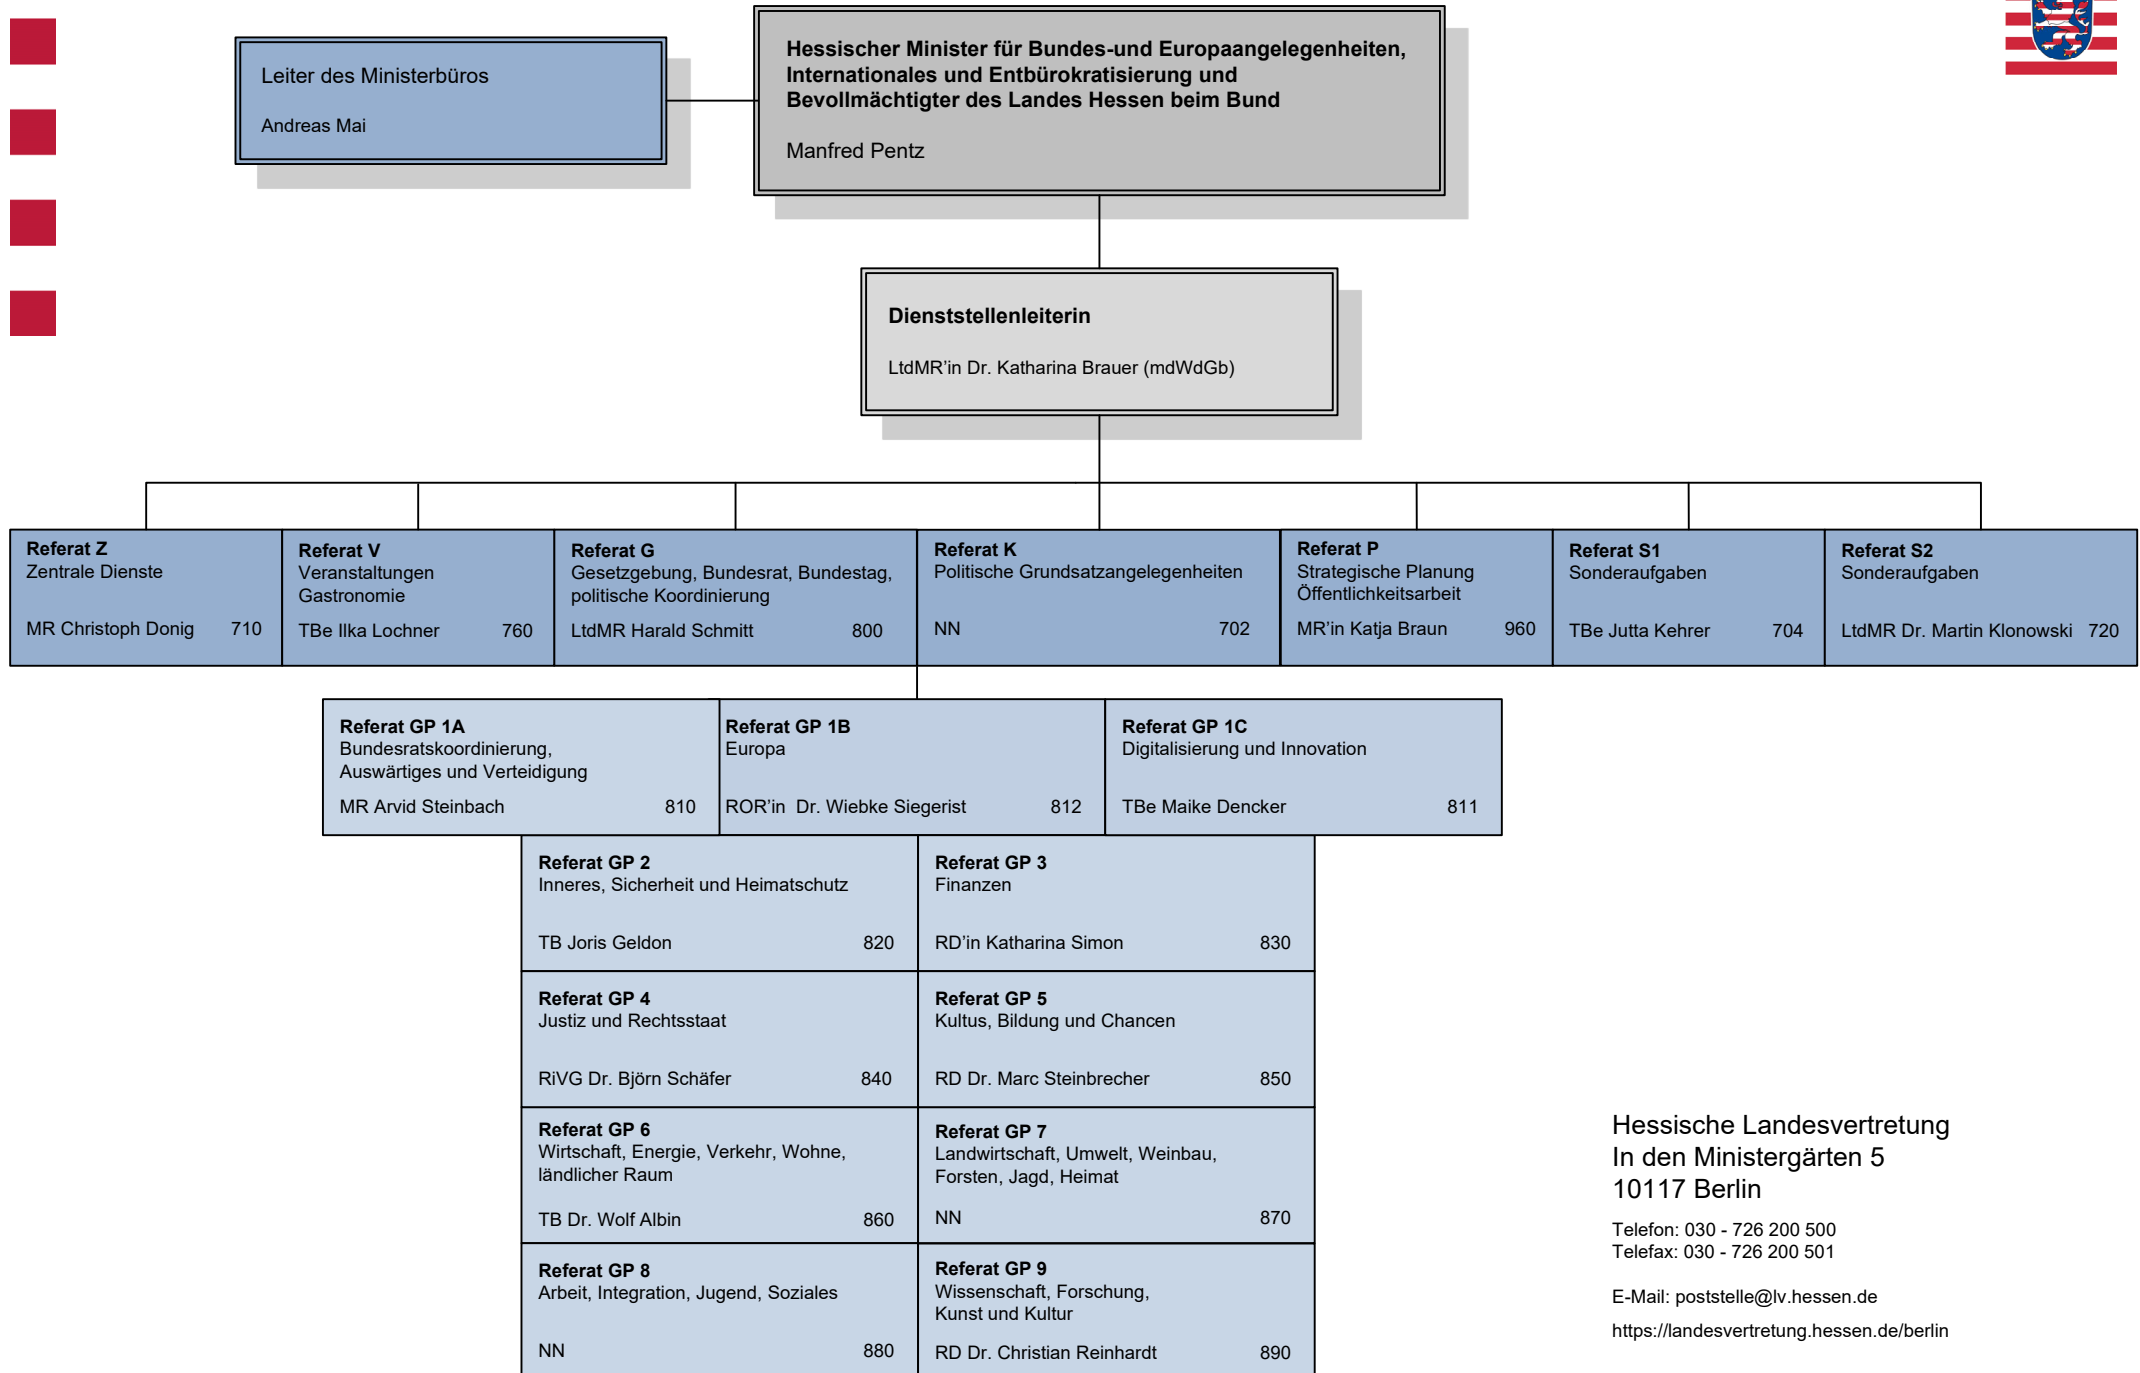 Leiter des Ministerbüros
Andreas Mai
Hessischer Minister für Bundes-und Europaangelegenheiten,
Internationales und Entbürokratisierung und
Bevollmächtigter des Landes Hessen beim Bund
Manfred Pentz
Dienststellenleiterin
LtdMR’in Dr. Katharina Brauer (mdWdGb)
Referat Z
Zentrale Dienste
MR Christoph Donig 710
Referat V
Veranstaltungen
Gastronomie
TBe Ilka Lochner 760
Referat G
Gesetzgebung, Bundesrat, Bundestag,
politische Koordinierung
LtdMR Harald Schmitt 800
Referat K
Politische Grundsatzangelegenheiten
NN 702
Referat P
Strategische Planung
Öffentlichkeitsarbeit
MR’in Katja Braun 960
Referat S1
Sonderaufgaben
TBe Jutta Kehrer 704
Referat S2
Sonderaufgaben
LtdMR Dr. Martin Klonowski 720
Referat GP 1A
Bundesratskoordinierung,
Auswärtiges und Verteidigung
MR Arvid Steinbach 810
Referat GP 1B
Europa
ROR’in Dr. Wiebke Siegerist 812
Referat GP 1C
Digitalisierung und Innovation
TBe Maike Dencker 811
Referat GP 2
Inneres, Sicherheit und Heimatschutz
TB Joris Geldon 820
Referat GP 3
Finanzen
RD’in Katharina Simon 830
Referat GP 4
Justiz und Rechtsstaat
RiVG Dr. Björn Schäfer 840
Referat GP 5
Kultus, Bildung und Chancen
RD Dr. Marc Steinbrecher 850
Referat GP 6
Wirtschaft, Energie, Verkehr, Wohne,
ländlicher Raum
TB Dr. Wolf Albin 860
Referat GP 7
Landwirtschaft, Umwelt, Weinbau,
Forsten, Jagd, Heimat
NN 870
Referat GP 8
Arbeit, Integration, Jugend, Soziales
NN 880
Referat GP 9
Wissenschaft, Forschung,
Kunst und Kultur
RD Dr. Christian Reinhardt 890
Hessische Landesvertretung
In den Ministergärten 5
10117 Berlin
Telefon: 030 - 726 200 500
Telefax: 030 - 726 200 501
E-Mail: poststelle@lv.hessen.de
https://landesvertretung.hessen.de/berlin